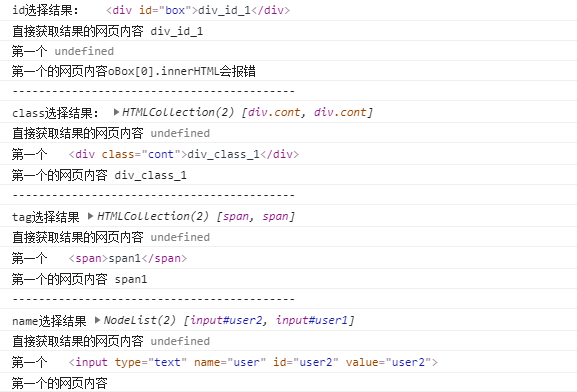 id选择结果： <div id="box">div_id_1</div>
直接获取结果的网页内容 div_id_1
第一个 undefined
第一个的网页内容oBox[0].innerHTML会报错
-------------------------------------------
class选择结果： ▶HTMLCollection(2) [div.cont, div.cont]
直接获取结果的网页内容 undefined
第一个 <div class="cont">div_class_1</div>
第一个的网页内容 div_class_1
-------------------------------------------
tag选择结果 ▶HTMLCollection(2) [span, span]
直接获取结果的网页内容 undefined
第一个 <span>span1</span>
第一个的网页内容 span1
-------------------------------------------
name选择结果 ▶NodeList(2) [input#user2, input#user1]
直接获取结果的网页内容 undefined
第一个 <input type="text" name="user" id="user2" value="user2">
第一个的网页内容